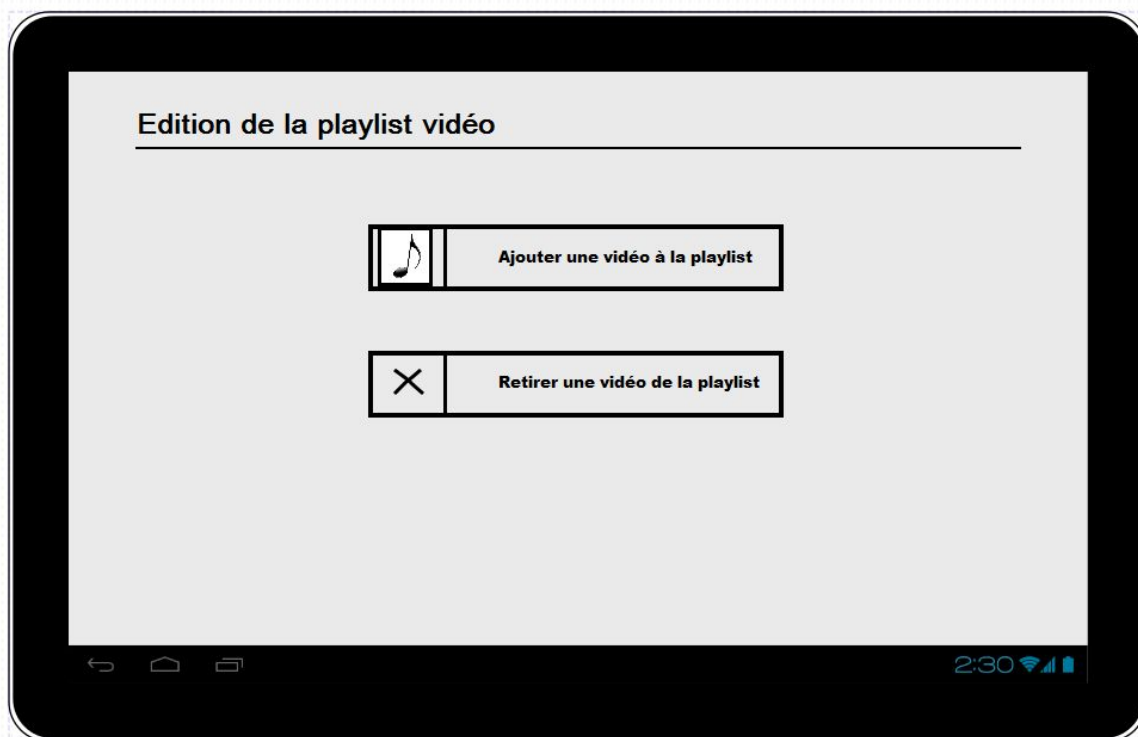 Edition de la playlist vidéo
Ajouter une vidéo à la playlist
Retirer une vidéo de la playlist
2:30